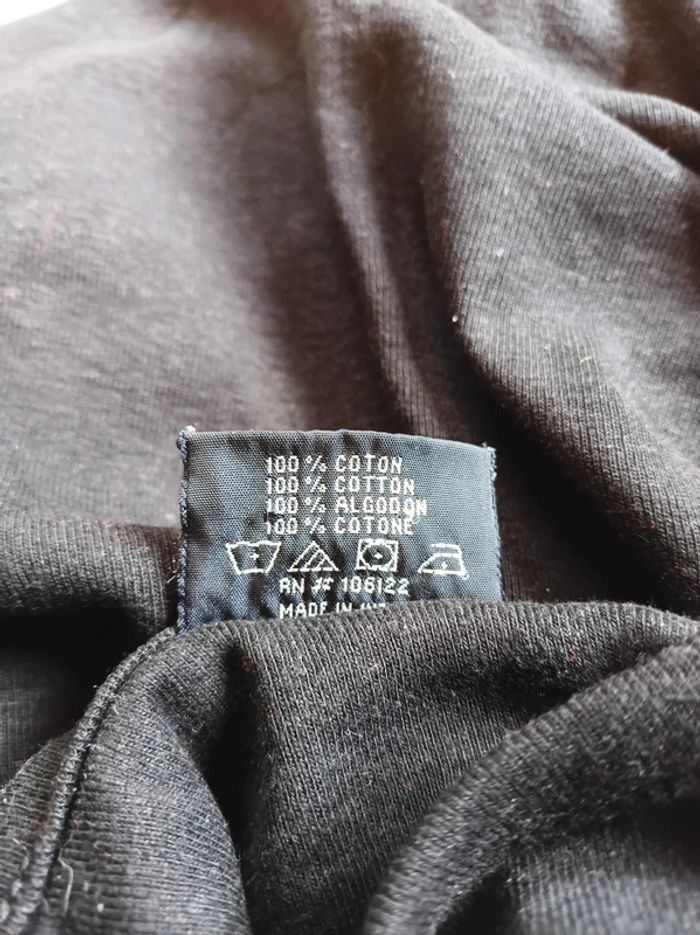 100 % COTON
100 % COTTON
100 % ALGODON
100 % COTONE
RN # 106122
MADE IN